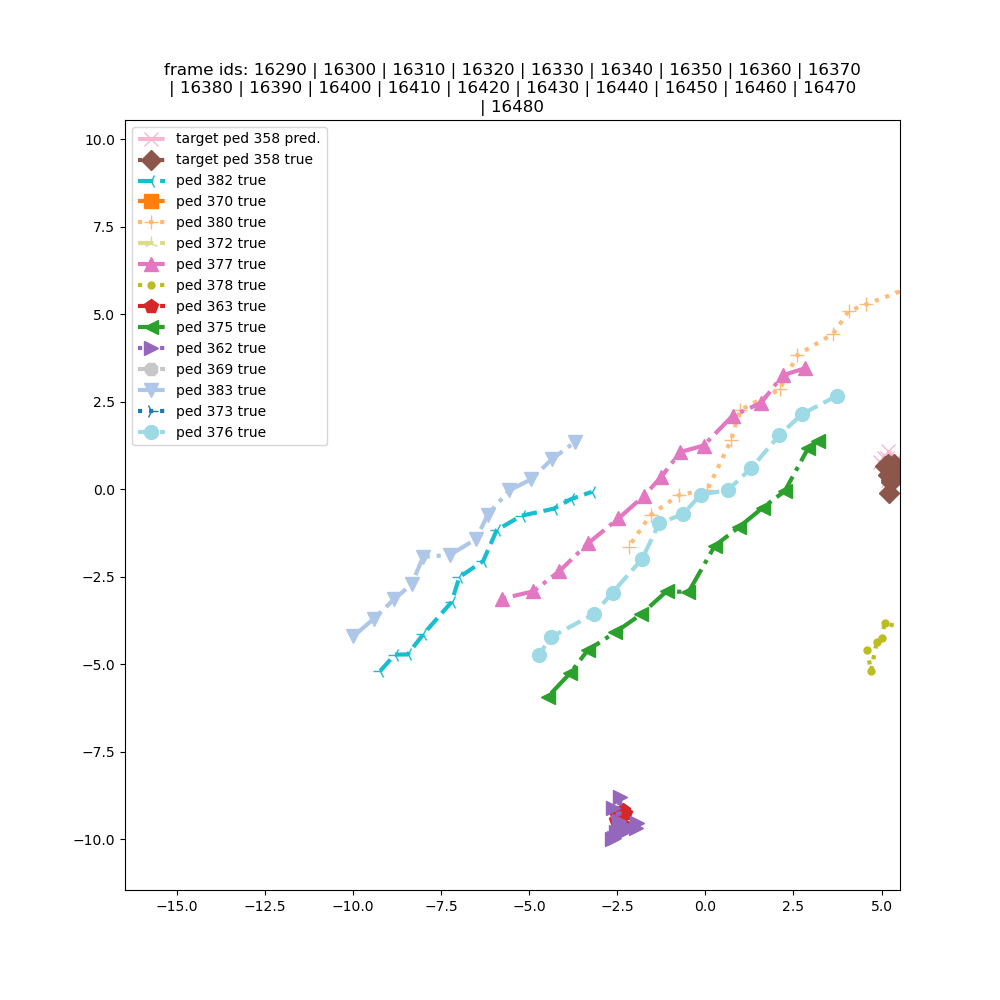 frame ids: 16290 | 16300 | 16310 | 16320 | 16330 | 16340 | 16350 | 16360 | 16370
| 16380 | 16390 | 16400 | 16410 | 16420 | 16430 | 16440 | 16450 | 16460 | 16470
| 16480
target ped 358 pred.
target ped 358 true
ped 382 true
ped 370 true
ped 380 true
ped 372 true
ped 377 true
ped 378 true
ped 363 true
ped 375 true
ped 362 true
ped 369 true
ped 383 true
ped 373 true
ped 376 true
10.0
7.5
5.0
2.5
0.0
−2.5
−5.0
−7.5
−10.0
−15.0 −12.5 −10.0 −7.5 −5.0 −2.5 0.0 2.5 5.0